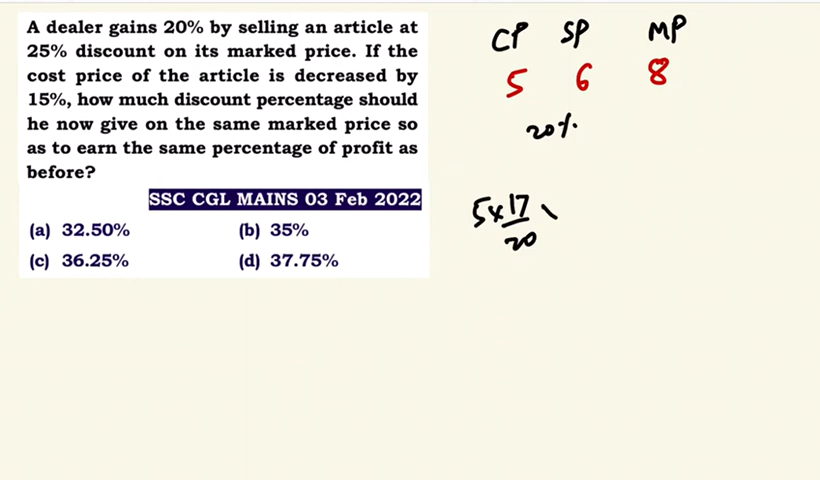 A dealer gains 20% by selling an article at
25% discount on its marked price. If the
cost price of the article is decreased by
15%, how much discount percentage should
he now give on the same marked price so
as to earn the same percentage of profit as
before?
SSC CGL MAINS 03 Feb 2022
(a) 32.50% (b) 35%
(c) 36.25% (d) 37.75%
CP SP MP
5 6 8
20%
5 × 17
20